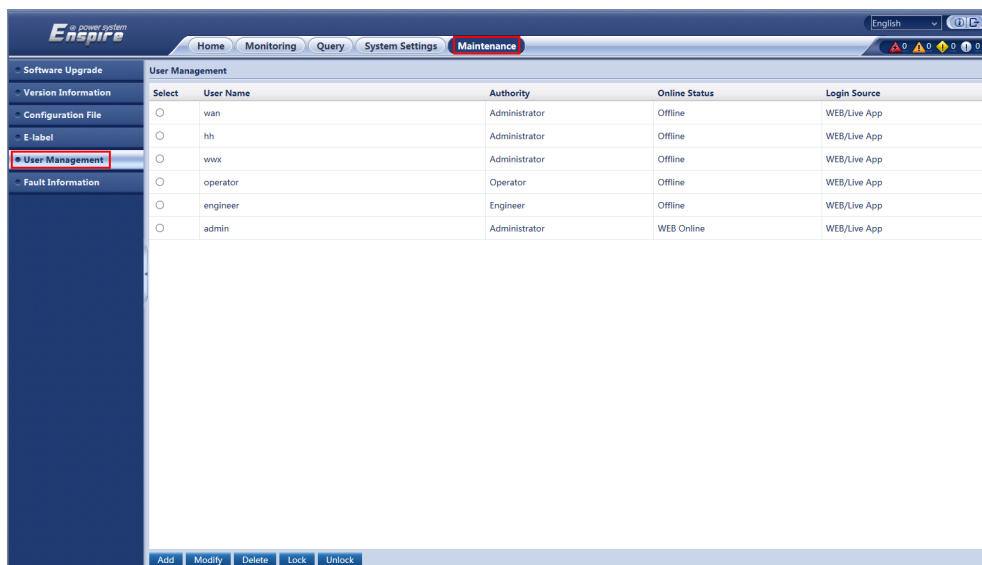 Enspire
e power system
English
Home Monitoring Query System Settings Maintenance
0 0 0 0
Software Upgrade
Version Information
Configuration File
E-label
User Management
Fault Information
User Management
Select User Name Authority Online Status Login Source
wan Administrator Offline WEB/Live App
hh Administrator Offline WEB/Live App
wwx Administrator Offline WEB/Live App
operator Operator Offline WEB/Live App
engineer Engineer Offline WEB/Live App
admin Administrator WEB Online WEB/Live App
Add Modify Delete Lock Unlock